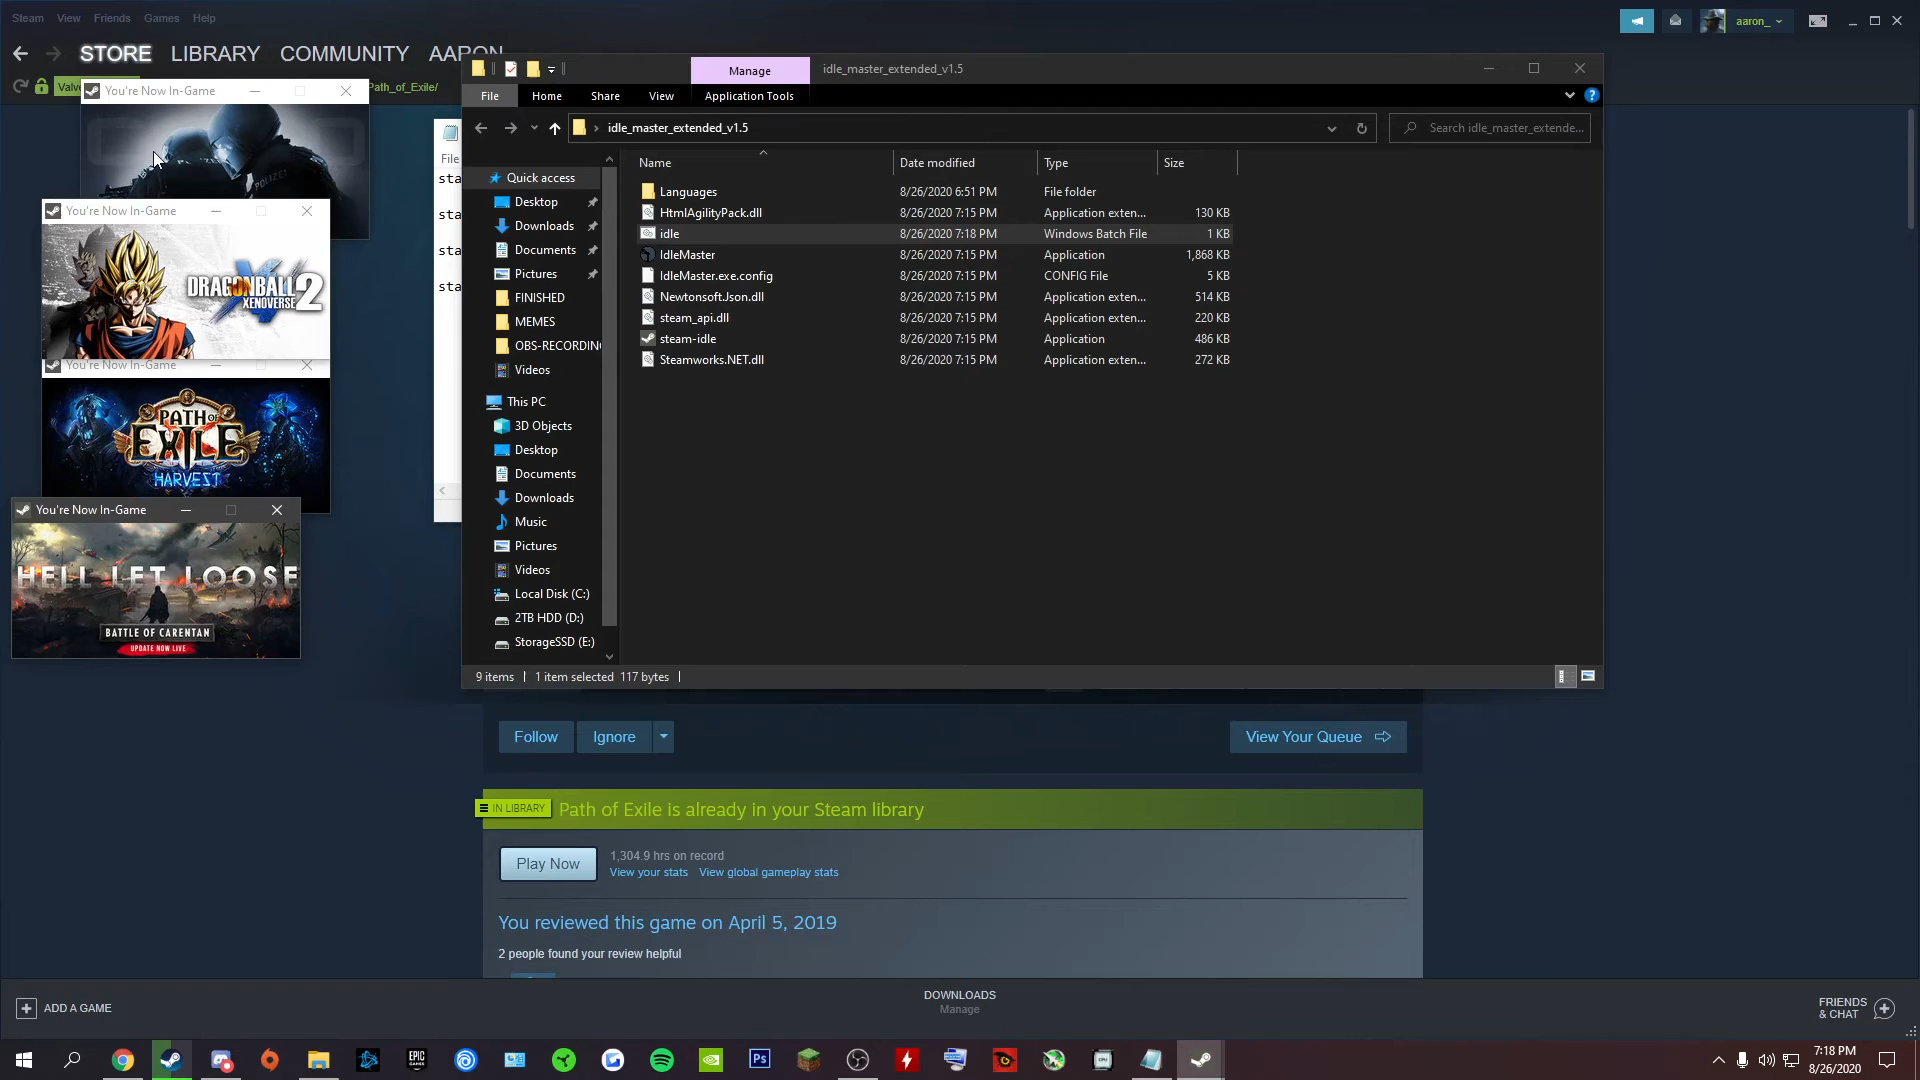 Steam View Friends Games Help
aaron_
STORE LIBRARY COMMUNITY AARON
Path_of_Exile/
You're Now In-Game
POLIZEI
You're Now In-Game
DRAGONBALL
XENOVERSE 2
You're Now In-Game
PATH OF
EXILE
HARVEST
You're Now In-Game
HELL LET LOOSE
BATTLE OF CARENTAN
UPDATE NOW LIVE
File
sta
sta
sta
sta
Manage
idle_master_extended_v1.5
File Home Share View Application Tools
idle_master_extended_v1.5
Search idle_master_extende...
Quick access
Desktop
Downloads
Documents
Pictures
FINISHED
MEMES
OBS-RECORDING
Videos
This PC
3D Objects
Desktop
Documents
Downloads
Music
Pictures
Videos
Local Disk (C:)
2TB HDD (D:)
StorageSSD (E:)
Name Date modified Type Size
Languages 8/26/2020 6:51 PM File folder
HtmlAgilityPack.dll 8/26/2020 7:15 PM Application exten... 130 KB
idle 8/26/2020 7:18 PM Windows Batch File 1 KB
IdleMaster 8/26/2020 7:15 PM Application 1,868 KB
IdleMaster.exe.config 8/26/2020 7:15 PM CONFIG File 5 KB
Newtonsoft.Json.dll 8/26/2020 7:15 PM Application exten... 514 KB
steam_api.dll 8/26/2020 7:15 PM Application exten... 220 KB
steam-idle 8/26/2020 7:15 PM Application 486 KB
Steamworks.NET.dll 8/26/2020 7:15 PM Application exten... 272 KB
9 items 1 item selected 117 bytes
Follow Ignore View Your Queue
IN LIBRARY Path of Exile is already in your Steam library
Play Now
1,304.9 hrs on record
View your stats View global gameplay stats
You reviewed this game on April 5, 2019
2 people found your review helpful
ADD A GAME
DOWNLOADS
Manage
FRIENDS
& CHAT
EPIC
GAMES
Ps
7:18 PM
8/26/2020